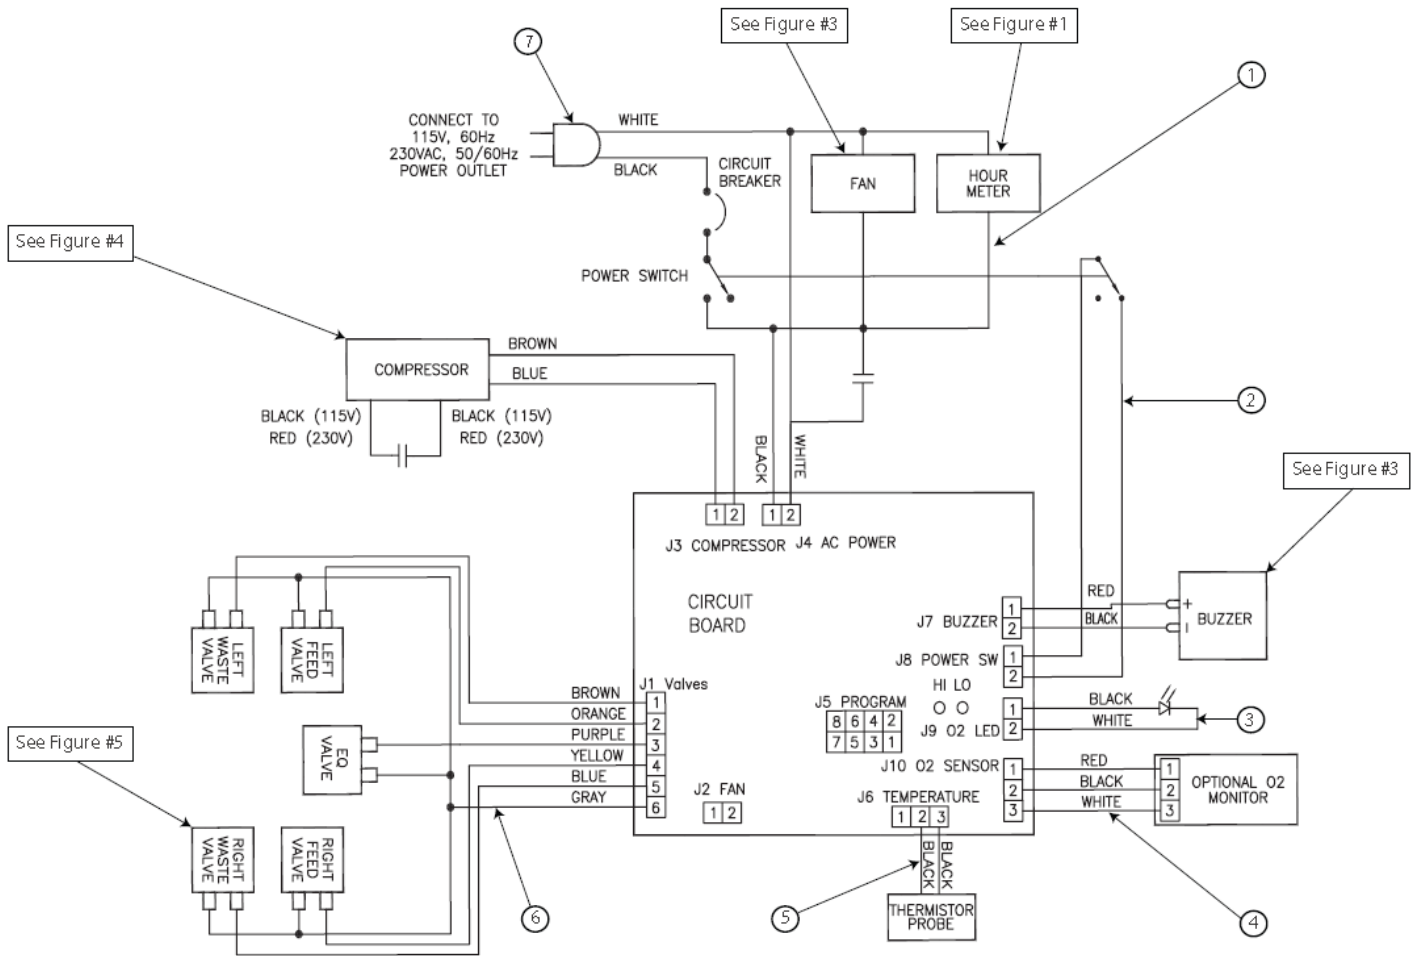 See Figure #3
See Figure #1
7
1
CONNECT TO
115V, 60Hz
230VAC, 50/60Hz
POWER OUTLET
WHITE
BLACK
CIRCUIT
BREAKER
FAN
HOUR
METER
See Figure #4
POWER SWITCH
COMPRESSOR
BROWN
BLUE
BLACK (115V)
RED (230V)
BLACK (115V)
RED (230V)
2
BLACK
WHITE
See Figure #3
1 2
1 2
J3 COMPRESSOR
J4 AC POWER
CIRCUIT
BOARD
RED
BLACK
J7 BUZZER
1
2
+
-
BUZZER
J8 POWER SW
1
2
HI LO
LEFT
WASTE
VALVE
LEFT
FEED
VALVE
J1 Valves
BROWN
1
ORANGE
2
PURPLE
3
YELLOW
4
BLUE
5
GRAY
6
J5 PROGRAM
8 6 4 2
7 5 3 1
J9 O2 LED
1
2
BLACK
WHITE
3
See Figure #5
EQ
VALVE
J2 FAN
1 2
J10 O2 SENSOR
1
2
3
RED
BLACK
WHITE
1
2
3
OPTIONAL O2
MONITOR
J6 TEMPERATURE
1 2 3
BLACK
BLACK
RIGHT
WASTE
VALVE
RIGHT
FEED
VALVE
6
5
THERMISTOR
PROBE
4